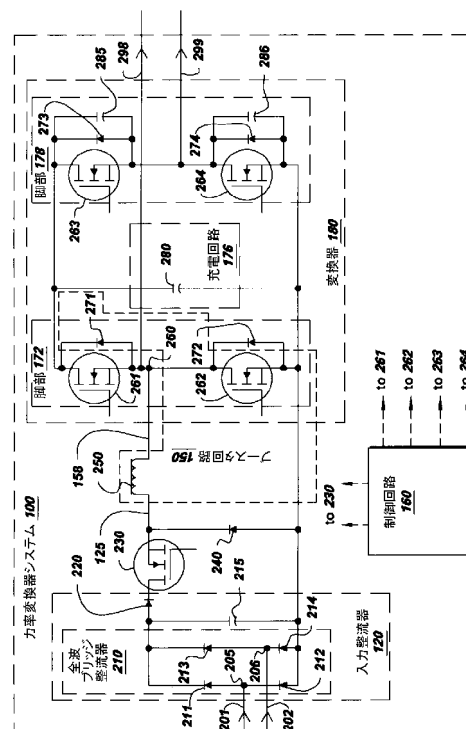 力率変換器システム 100
285
298
299
273
286
脚部 178
263
274
264
充電回路
176
280
変換器 180
脚部 172
271
260
272
261
262
ブースタ回路 150
158
250
125
230
220
240
215
全波
ブリッジ
整流器
210
213
205
206
214
211
212
201
202
入力整流器
120
to 230
制御回路
160
to 261
to 262
to 263
to 264